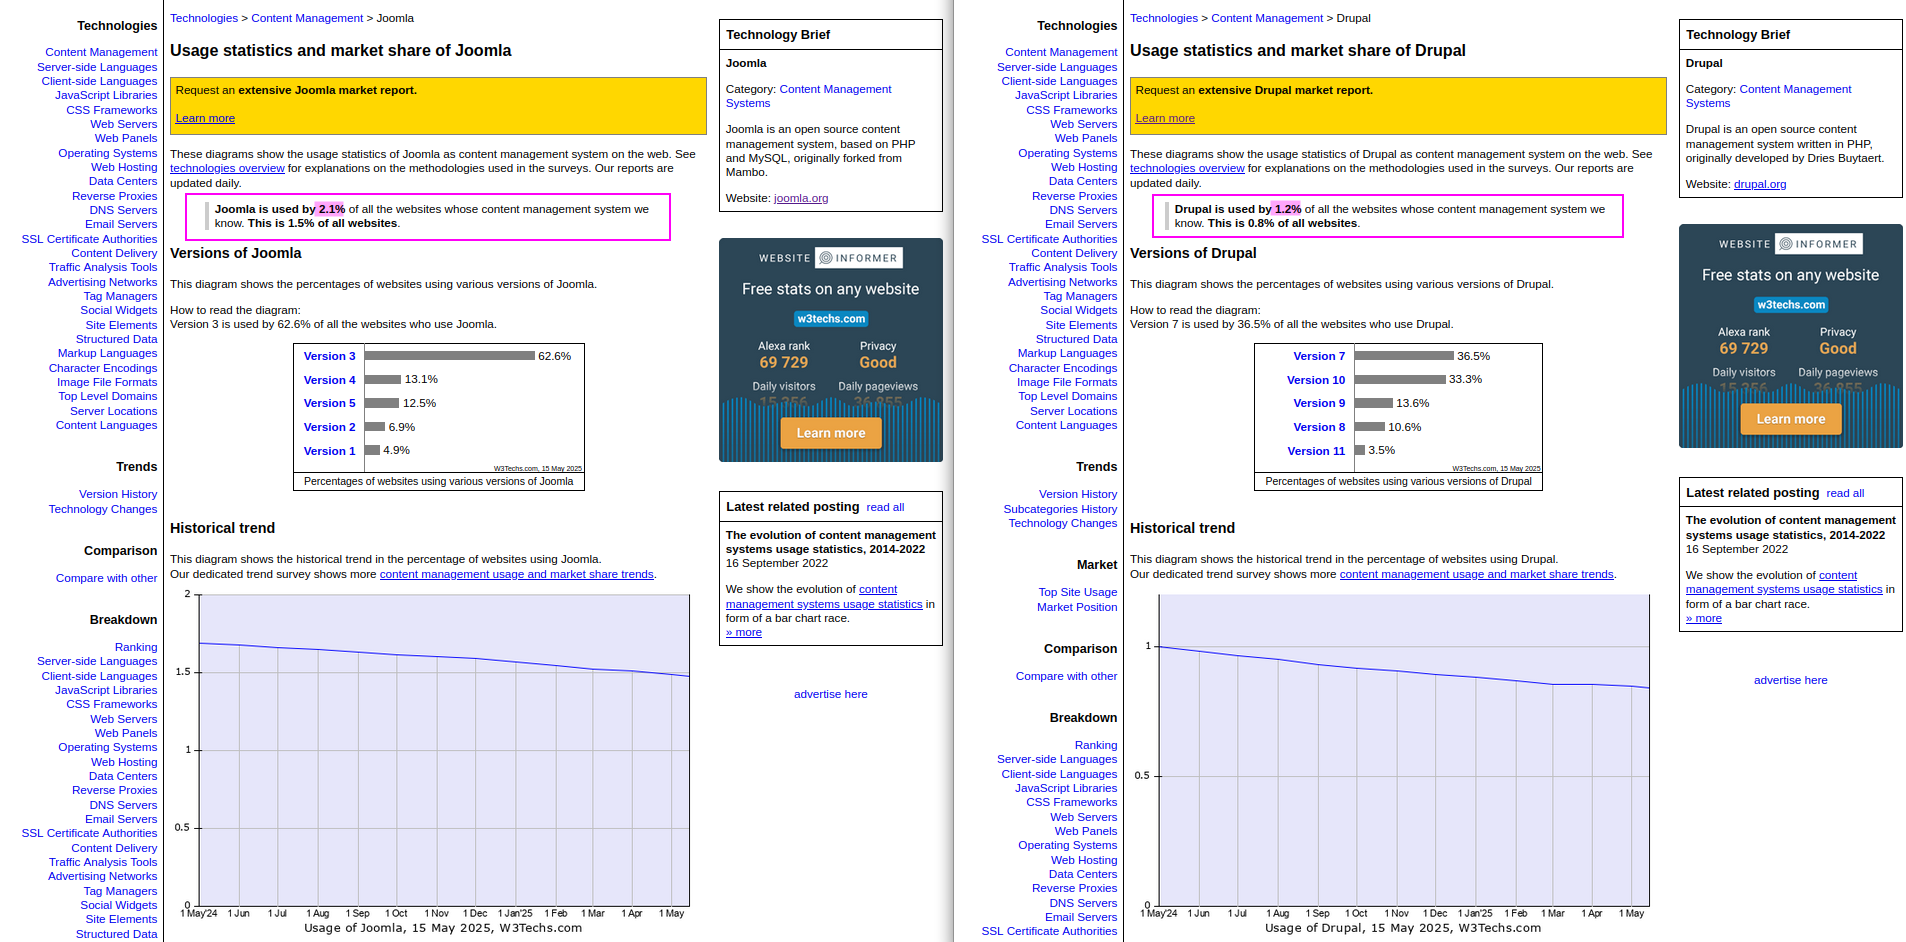 Technologies
Content Management
Server-side Languages
Client-side Languages
JavaScript Libraries
CSS Frameworks
Web Servers
Web Panels
Operating Systems
Web Hosting
Data Centers
Reverse Proxies
DNS Servers
Email Servers
SSL Certificate Authorities
Content Delivery
Traffic Analysis Tools
Advertising Networks
Tag Managers
Social Widgets
Site Elements
Structured Data
Markup Languages
Character Encodings
Image File Formats
Top Level Domains
Server Locations
Content Languages
Trends
Version History
Technology Changes
Comparison
Compare with other
Breakdown
Ranking
Server-side Languages
Client-side Languages
JavaScript Libraries
CSS Frameworks
Web Servers
Web Panels
Operating Systems
Web Hosting
Data Centers
Reverse Proxies
DNS Servers
Email Servers
SSL Certificate Authorities
Content Delivery
Traffic Analysis Tools
Advertising Networks
Tag Managers
Social Widgets
Site Elements
Structured Data
Technologies > Content Management > Joomla
Usage statistics and market share of Joomla
Request an extensive Joomla market report.
Learn more
These diagrams show the usage statistics of Joomla as content management system on the web. See
technologies overview for explanations on the methodologies used in the surveys. Our reports are
updated daily.
Joomla is used by 2.1% of all the websites whose content management system we
know. This is 1.5% of all websites.
Versions of Joomla
This diagram shows the percentages of websites using various versions of Joomla.
How to read the diagram:
Version 3 is used by 62.6% of all the websites who use Joomla.
Version 3 62.6%
Version 4 13.1%
Version 5 12.5%
Version 2 6.9%
Version 1 4.9%
W3Techs.com, 15 May 2025
Percentages of websites using various versions of Joomla
Historical trend
This diagram shows the historical trend in the percentage of websites using Joomla.
Our dedicated trend survey shows more content management usage and market share trends.
2
1.5
1
0.5
0
1 May'24 1 Jun 1 Jul 1 Aug 1 Sep 1 Oct 1 Nov 1 Dec 1 Jan'25 1 Feb 1 Mar 1 Apr 1 May
Usage of Joomla, 15 May 2025, W3Techs.com
Technology Brief
Joomla
Category: Content Management
Systems
Joomla is an open source content
management system, based on PHP
and MySQL, originally forked from
Mambo.
Website: joomla.org
WEBSITE INFORMER
Free stats on any website
w3techs.com
Alexa rank Privacy
69 729 Good
Daily visitors Daily pageviews
15 256 36 855
Learn more
Latest related posting read all
The evolution of content management
systems usage statistics, 2014-2022
16 September 2022
We show the evolution of content
management systems usage statistics in
form of a bar chart race.
» more
advertise here
Technologies
Content Management
Server-side Languages
Client-side Languages
JavaScript Libraries
CSS Frameworks
Web Servers
Web Panels
Operating Systems
Web Hosting
Data Centers
Reverse Proxies
DNS Servers
Email Servers
SSL Certificate Authorities
Content Delivery
Traffic Analysis Tools
Advertising Networks
Tag Managers
Social Widgets
Site Elements
Structured Data
Markup Languages
Character Encodings
Image File Formats
Top Level Domains
Server Locations
Content Languages
Trends
Version History
Subcategories History
Technology Changes
Market
Top Site Usage
Market Position
Comparison
Compare with other
Breakdown
Ranking
Server-side Languages
Client-side Languages
JavaScript Libraries
CSS Frameworks
Web Servers
Web Panels
Operating Systems
Web Hosting
Data Centers
Reverse Proxies
DNS Servers
Email Servers
SSL Certificate Authorities
Technologies > Content Management > Drupal
Usage statistics and market share of Drupal
Request an extensive Drupal market report.
Learn more
These diagrams show the usage statistics of Drupal as content management system on the web. See
technologies overview for explanations on the methodologies used in the surveys. Our reports are
updated daily.
Drupal is used by 1.2% of all the websites whose content management system we
know. This is 0.8% of all websites.
Versions of Drupal
This diagram shows the percentages of websites using various versions of Drupal.
How to read the diagram:
Version 7 is used by 36.5% of all the websites who use Drupal.
Version 7 36.5%
Version 10 33.3%
Version 9 13.6%
Version 8 10.6%
Version 11 3.5%
W3Techs.com, 15 May 2025
Percentages of websites using various versions of Drupal
Historical trend
This diagram shows the historical trend in the percentage of websites using Drupal.
Our dedicated trend survey shows more content management usage and market share trends.
1
0.5
0
1 May'24 1 Jun 1 Jul 1 Aug 1 Sep 1 Oct 1 Nov 1 Dec 1 Jan'25 1 Feb 1 Mar 1 Apr 1 May
Usage of Drupal, 15 May 2025, W3Techs.com
Technology Brief
Drupal
Category: Content Management
Systems
Drupal is an open source content
management system written in PHP,
originally developed by Dries Buytaert.
Website: drupal.org
WEBSITE INFORMER
Free stats on any website
w3techs.com
Alexa rank Privacy
69 729 Good
Daily visitors Daily pageviews
15 256 36 855
Learn more
Latest related posting read all
The evolution of content management
systems usage statistics, 2014-2022
16 September 2022
We show the evolution of content
management systems usage statistics in
form of a bar chart race.
» more
advertise here